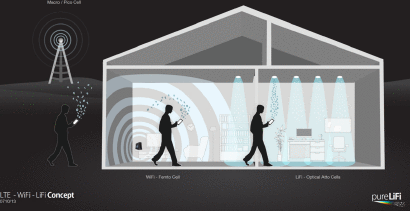 Macro / Pico Cell
WiFi - Femto Cell
LiFi - Optical Atto Cells
LTE - WiFi - LiFi Concept
pureLiFi